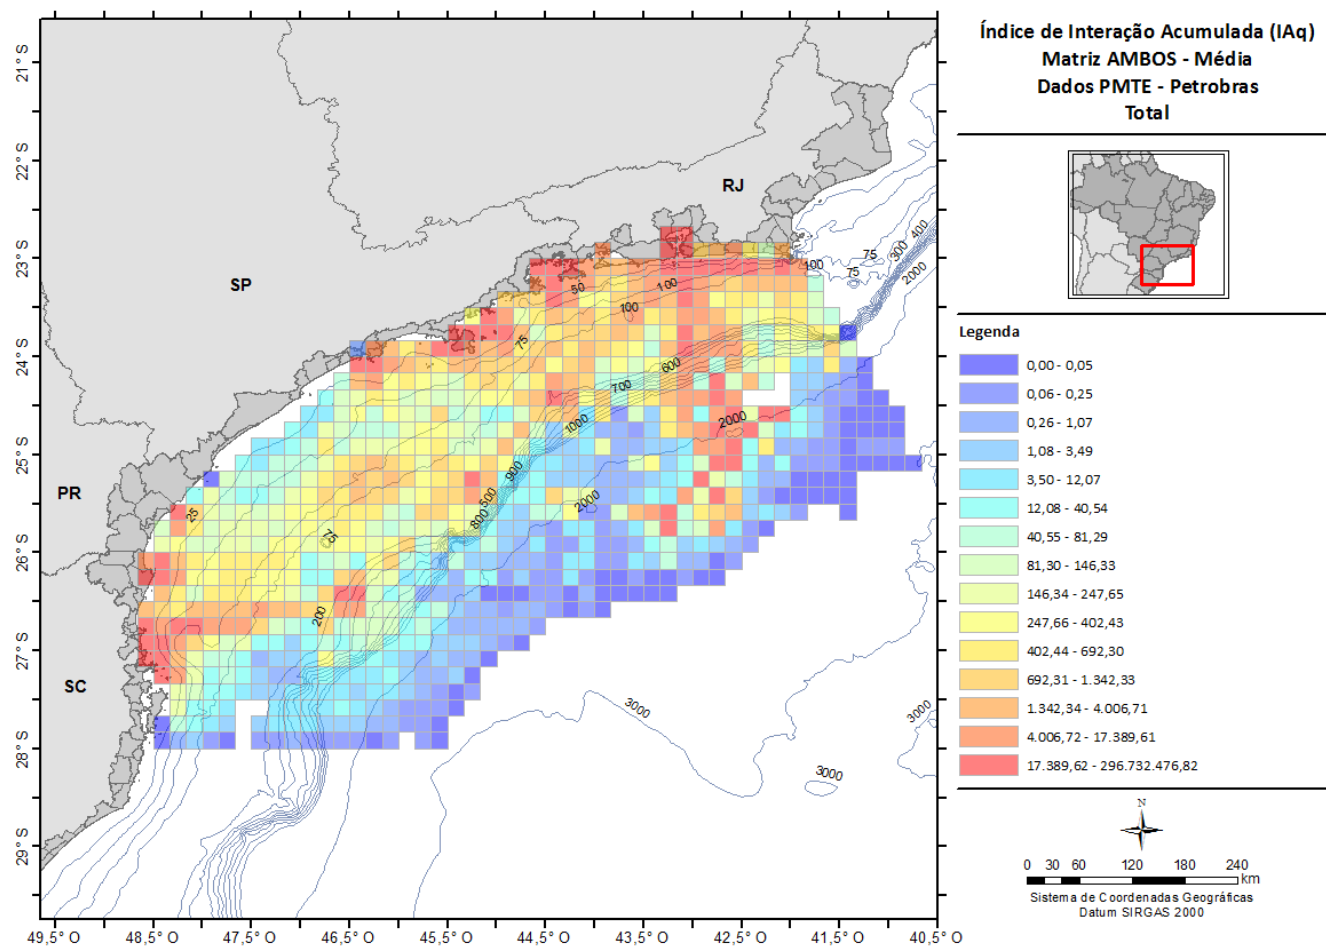 Índice de Interação Acumulada (IAq)
Matriz AMBOS - Média
Dados PMTE - Petrobras
Total
21° S
22° S
23° S
24° S
25° S
26° S
27° S
28° S
29° S
RJ
SP
PR
SC
400
300
75
75
2000
100
50
100
100
75
600
700
1000
2000
900
500
800
2000
25
75
200
3000
3000
3000
49,5° O
48,5° O
47,5° O
46,5° O
45,5° O
44,5° O
43,5° O
42,5° O
41,5° O
40,5° O
Legenda
0,00 - 0,05
0,06 - 0,25
0,26 - 1,07
1,08 - 3,49
3,50 - 12,07
12,08 - 40,54
40,55 - 81,29
81,30 - 146,33
146,34 - 247,65
247,66 - 402,43
402,44 - 692,30
692,31 - 1.342,33
1.342,34 - 4.006,71
4.006,72 - 17.389,61
17.389,62 - 296.732.476,82
N
0 30 60 120 180 240
km
Sistema de Coordenadas Geográficas
Datum SIRGAS 2000